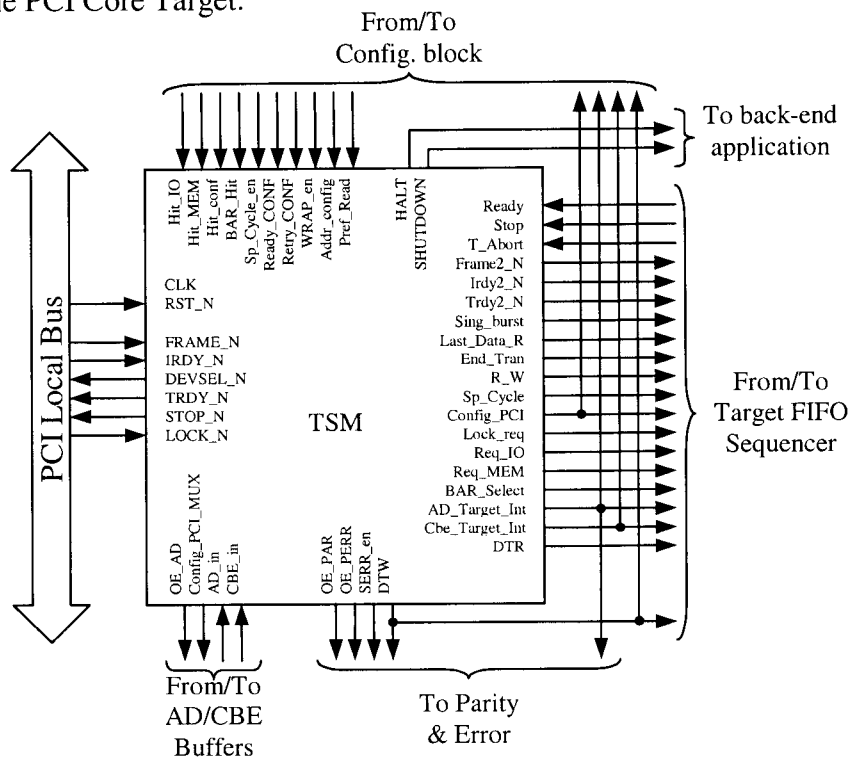 e PCI Core Target.
From/To
Config. block
To back-end
application
Hit_IO
Hit_MEM
Hit_conf
BAR_Hit
Sp_Cycle_en
Ready_CONF
Retry_CONF
WRAP_en
Addr_config
Pref_Read
HALT
SHUTDOWN
PCI Local Bus
CLK
RST_N
FRAME_N
IRDY_N
DEVSEL_N
TRDY_N
STOP_N
LOCK_N
TSM
Ready
Stop
T_Abort
Frame2_N
Irdy2_N
Trdy2_N
Sing_burst
Last_Data_R
End_Tran
R_W
Sp_Cycle
Config_PCI
Lock_req
Req_IO
Req_MEM
BAR_Select
AD_Target_Int
Cbe_Target_Int
DTR
From/To
Target FIFO
Sequencer
OE_AD
Config_PCI_MUX
AD_in
CBE_in
OE_PAR
OE_PERR
SERR_en
DTW
From/To
AD/CBE
Buffers
To Parity
& Error